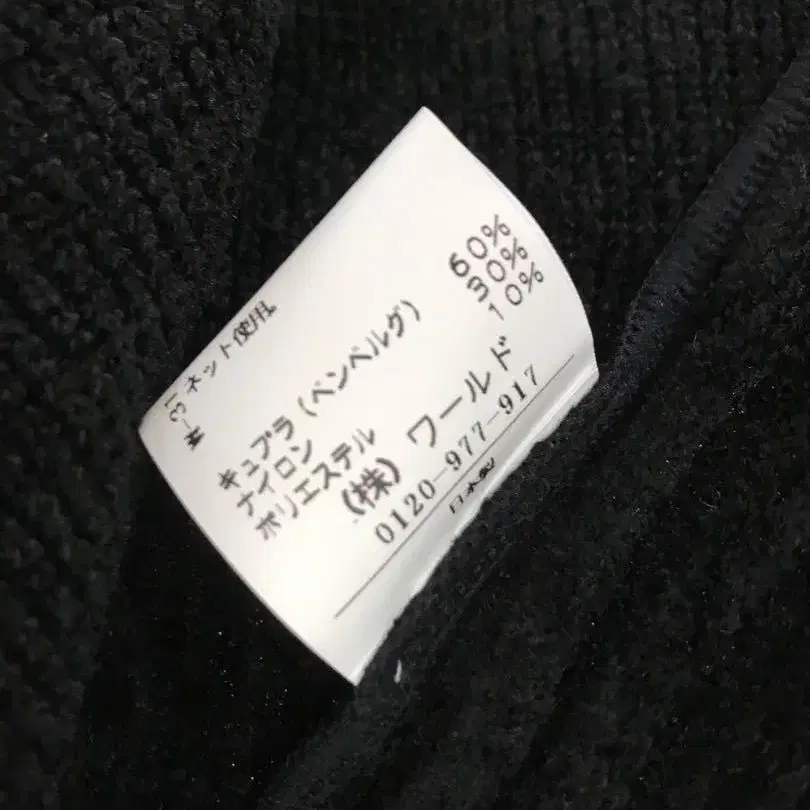 ネット使用
キュプラ(ベンベルグ) 60%
ナイロン 30%
ポリエステル 10%
(株) ワールド
0120-977-917
日本製